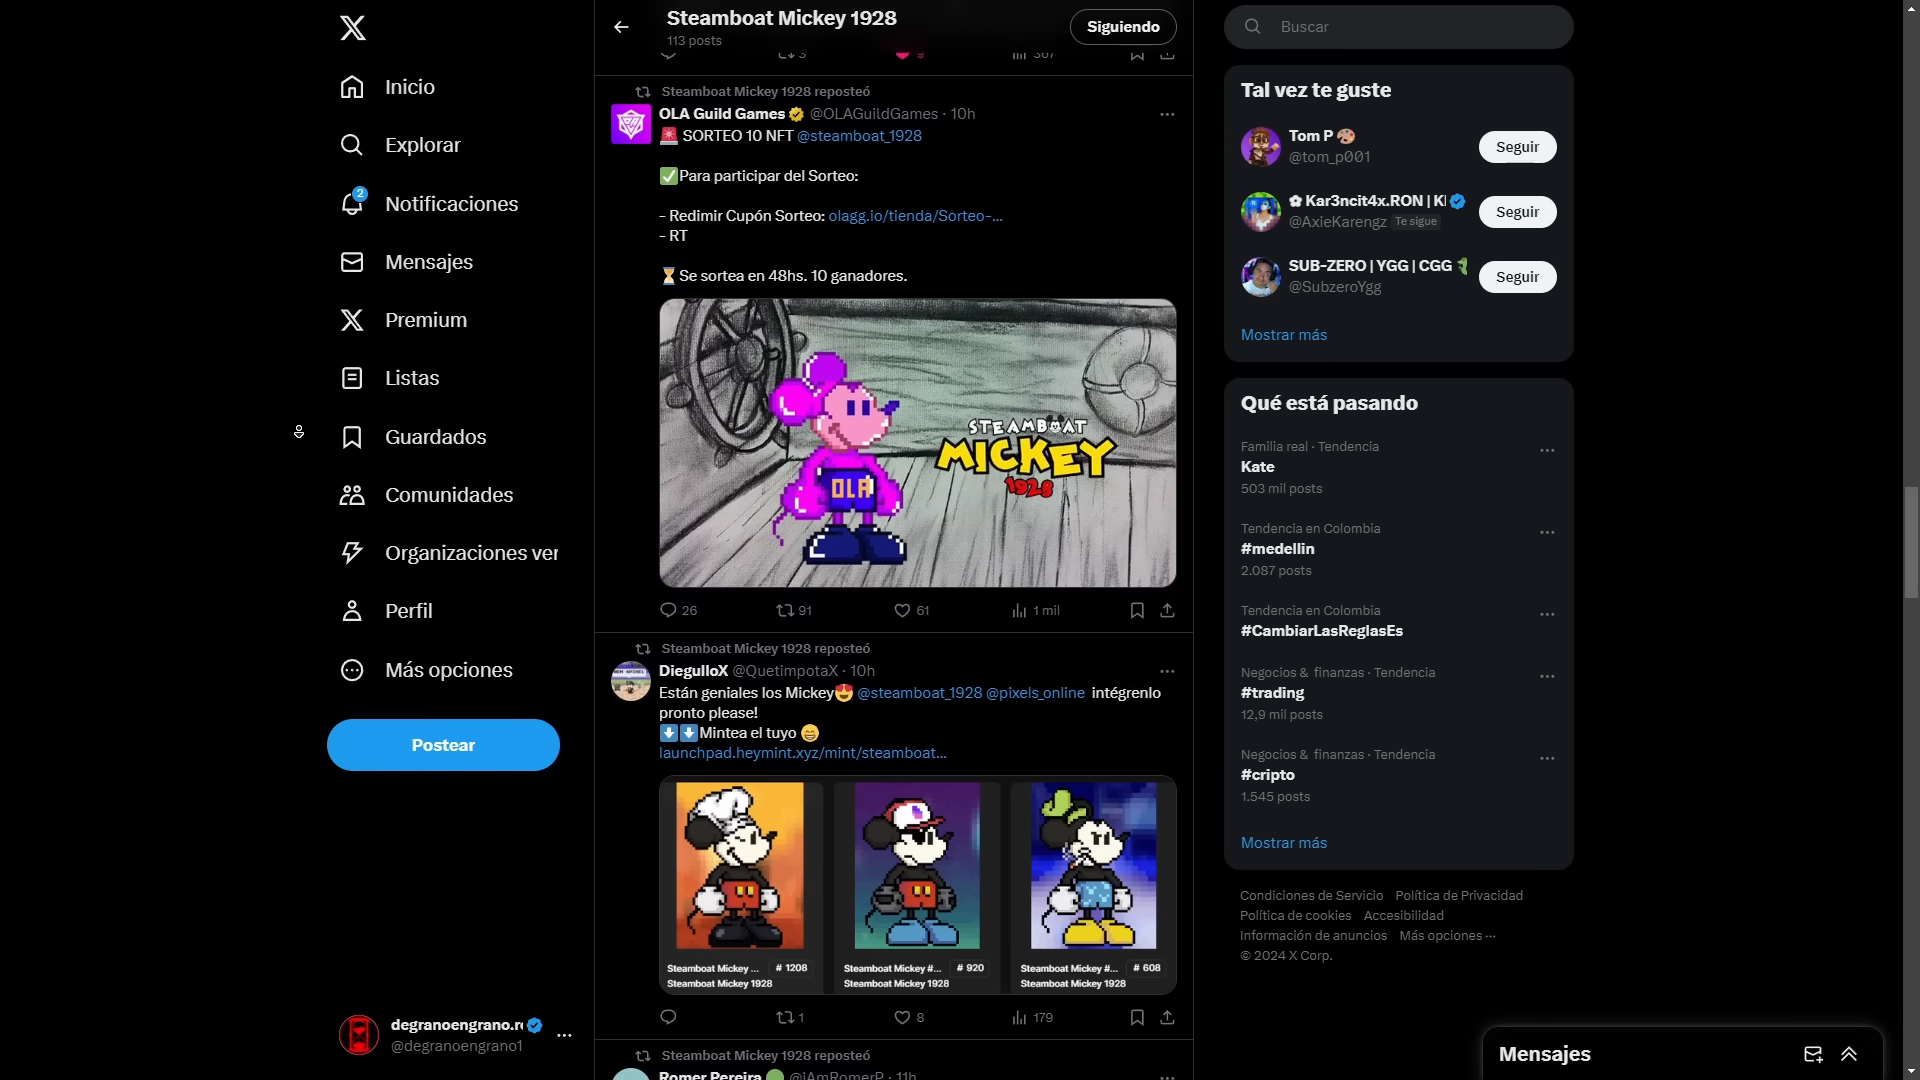 Inicio
Explorar
2
Notificaciones
Mensajes
Premium
Listas
Guardados
Comunidades
Organizaciones ver
Perfil
Más opciones
Postear
degranoengrano.r
@degranoengrano1
Steamboat Mickey 1928
113 posts
Siguiendo
3
9
367
Steamboat Mickey 1928 reposteó
OLA Guild Games @OLAGuildGames · 10h
🚨 SORTEO 10 NFT @steamboat_1928
✅Para participar del Sorteo:
- Redimir Cupón Sorteo: olagg.io/tienda/Sorteo-...
- RT
⏳Se sortea en 48hs. 10 ganadores.
OLA
STEAMBOAT
MICKEY
1928
26
91
61
1 mil
Steamboat Mickey 1928 reposteó
DiegulloX @QuetimpotaX · 10h
Están geniales los Mickey😍 @steamboat_1928 @pixels_online intégrenlo
pronto please!
⬇️⬇️Mintea el tuyo 😁
launchpad.heymint.xyz/mint/steamboat...
Steamboat Mickey ... # 1208
Steamboat Mickey 1928
Steamboat Mickey #... # 920
Steamboat Mickey 1928
Steamboat Mickey #... # 608
Steamboat Mickey 1928
1
8
179
Steamboat Mickey 1928 reposteó
Romer Pereira @iAmRomerP · 11h
Buscar
Tal vez te guste
Tom P 🎨
@tom_p001
Seguir
✿ Kar3ncit4x.RON | K
@AxieKarengz Te sigue
Seguir
SUB-ZERO | YGG | CGG
@SubzeroYgg
Seguir
Mostrar más
Qué está pasando
Familia real · Tendencia
Kate
503 mil posts
Tendencia en Colombia
#medellin
2.087 posts
Tendencia en Colombia
#CambiarLasReglasEs
Negocios & finanzas · Tendencia
#trading
12,9 mil posts
Negocios & finanzas · Tendencia
#cripto
1.545 posts
Mostrar más
Condiciones de Servicio Política de Privacidad
Política de cookies Accesibilidad
Información de anuncios Más opciones ···
© 2024 X Corp.
Mensajes